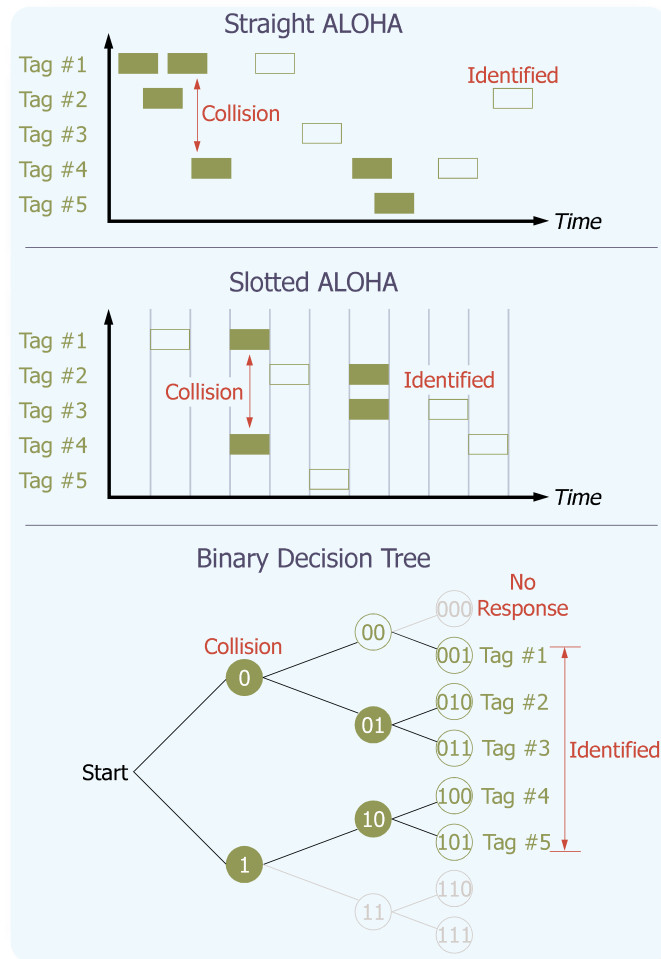 Straight ALOHA
Tag #1
Tag #2
Tag #3
Tag #4
Tag #5
Collision
Identified
Time
Slotted ALOHA
Tag #1
Tag #2
Tag #3
Tag #4
Tag #5
Collision
Identified
Time
Binary Decision Tree
No
Response
000
00
Collision
001 Tag #1
0
010 Tag #2
01
011 Tag #3
Identified
Start
100 Tag #4
10
101 Tag #5
1
110
11
111